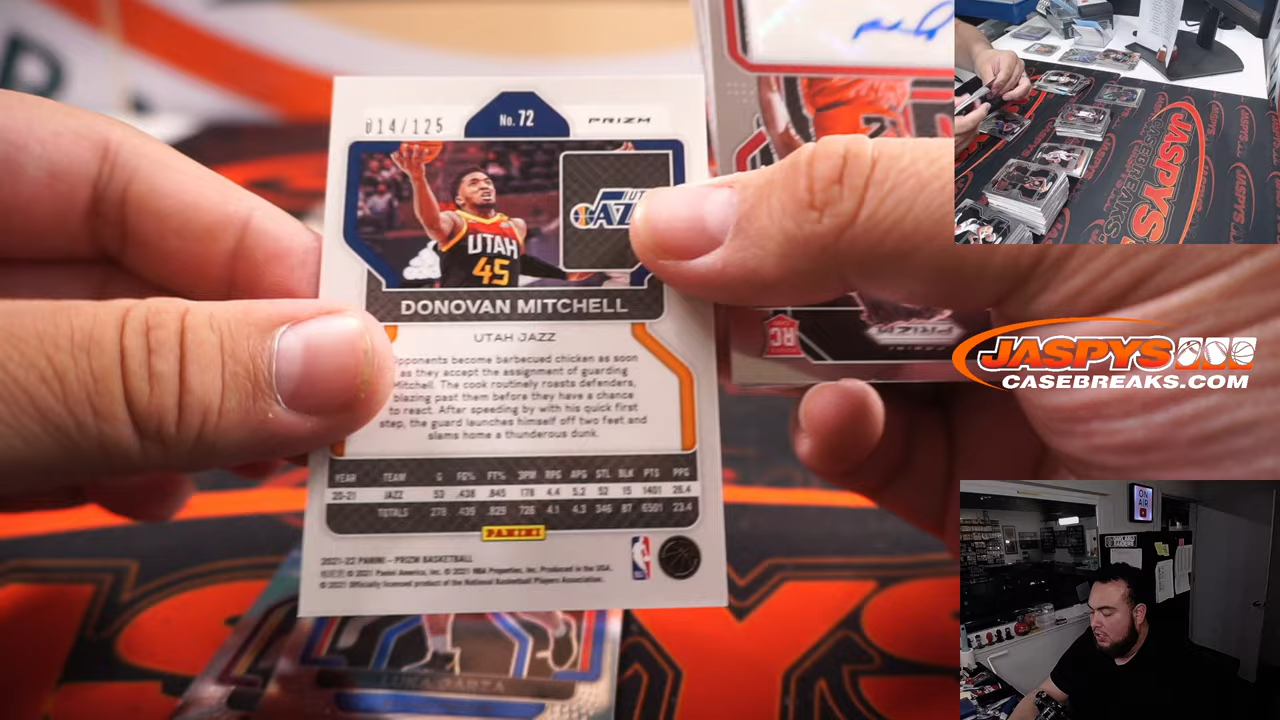 014/125
No. 72
PRIZM
UTAH
45
DONOVAN MITCHELL
UTAH JAZZ
Opponents become barbecued chicken as soon
as they accept the assignment of guarding
Mitchell. The cook routinely roasts defenders,
blazing past them before they have a chance
to react. After speeding by with his quick first
step, the guard launches himself off two feet and
slams home a thunderous dunk.
YEAR TEAM G FG% FT% 3PM RPG APG STL BLK PTS PPG
20-21 JAZZ 53 .438 .845 178 4.4 5.2 52 15 1401 26.4
TOTALS 278 .439 .829 726 4.1 4.3 346 87 6501 23.4
PANINI
2021-22 PANINI – PRIZM BASKETBALL
© 2021 Panini America, Inc. © 2021 NBA Properties, Inc. Produced in the USA.
© 2021 Officially licensed product of the National Basketball Players Association.
RC
PRIZM
LUKA GARZA
JASPYS
CASEBREAKS.COM
JASPYS
CASEBREAKS
ON
AIR